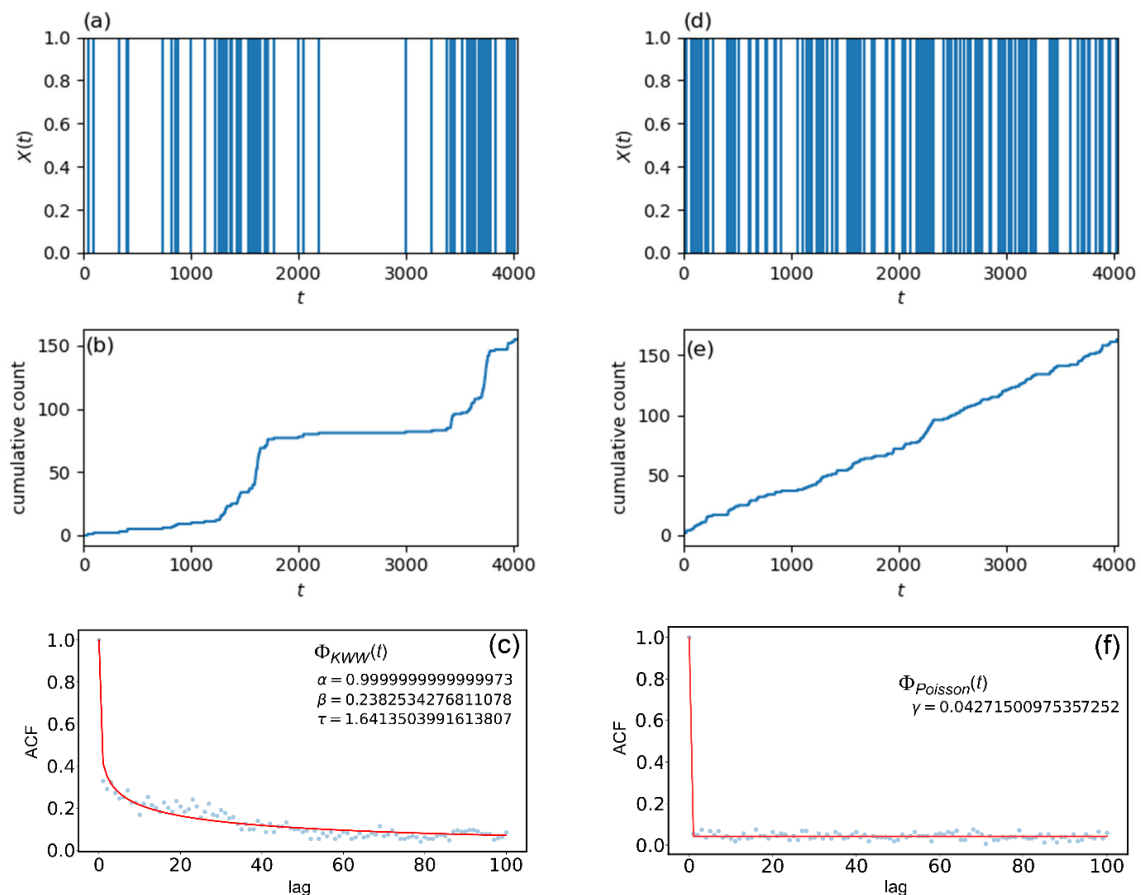 (a)
1.0
0.8
0.6
0.4
0.2
0.0
X(t)
0 1000 2000 3000 4000
t
(b)
150
100
50
0
cumulative count
0 1000 2000 3000 4000
t
(c)
1.0
0.8
0.6
0.4
0.2
0.0
ACF
Φ_KWW(t)
α = 0.9999999999999973
β = 0.23825342776811078
τ = 1.6413503991613807
0 20 40 60 80 100
lag
(d)
1.0
0.8
0.6
0.4
0.2
0.0
X(t)
0 1000 2000 3000 4000
t
(e)
150
100
50
0
cumulative count
0 1000 2000 3000 4000
t
(f)
1.0
0.8
0.6
0.4
0.2
0.0
ACF
Φ_Poisson(t)
γ = 0.04271500975357252
0 20 40 60 80 100
lag